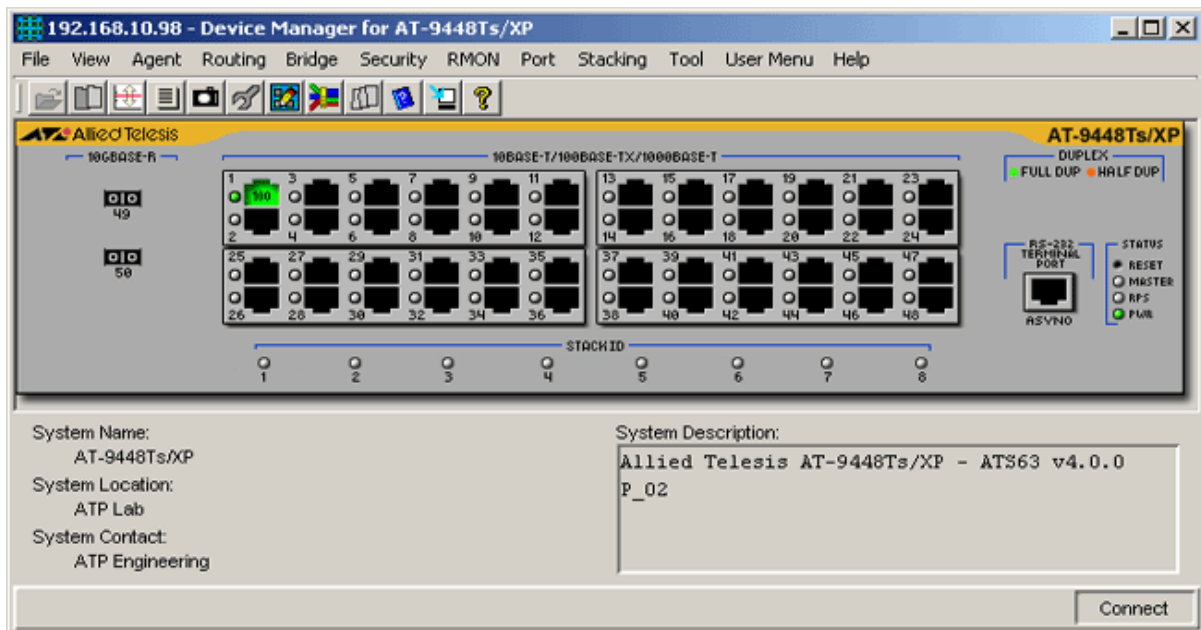 192.168.10.98 - Device Manager for AT-9448Ts/XP
File View Agent Routing Bridge Security RMON Port Stacking Tool User Menu Help
Allied Telesis
AT-9448Ts/XP
10GBASE-R
10BASE-T/100BASE-TX/1000BASE-T
DUPLEX
FULL DUP HALF DUP
1 3 5 7 9 11 13 15 17 19 21 23
100
49
2 4 6 8 10 12 14 16 18 20 22 24
25 27 29 31 33 35 37 39 41 43 45 47
50
26 28 30 32 34 36 38 40 42 44 46 48
RS-232
TERMINAL
PORT
ASYNO
STATUS
RESET
MASTER
RPS
PWR
STACK ID
1 2 3 4 5 6 7 8
System Name:
AT-9448Ts/XP
System Location:
ATP Lab
System Contact:
ATP Engineering
System Description:
Allied Telesis AT-9448Ts/XP - ATS63 v4.0.0
P_02
Connect